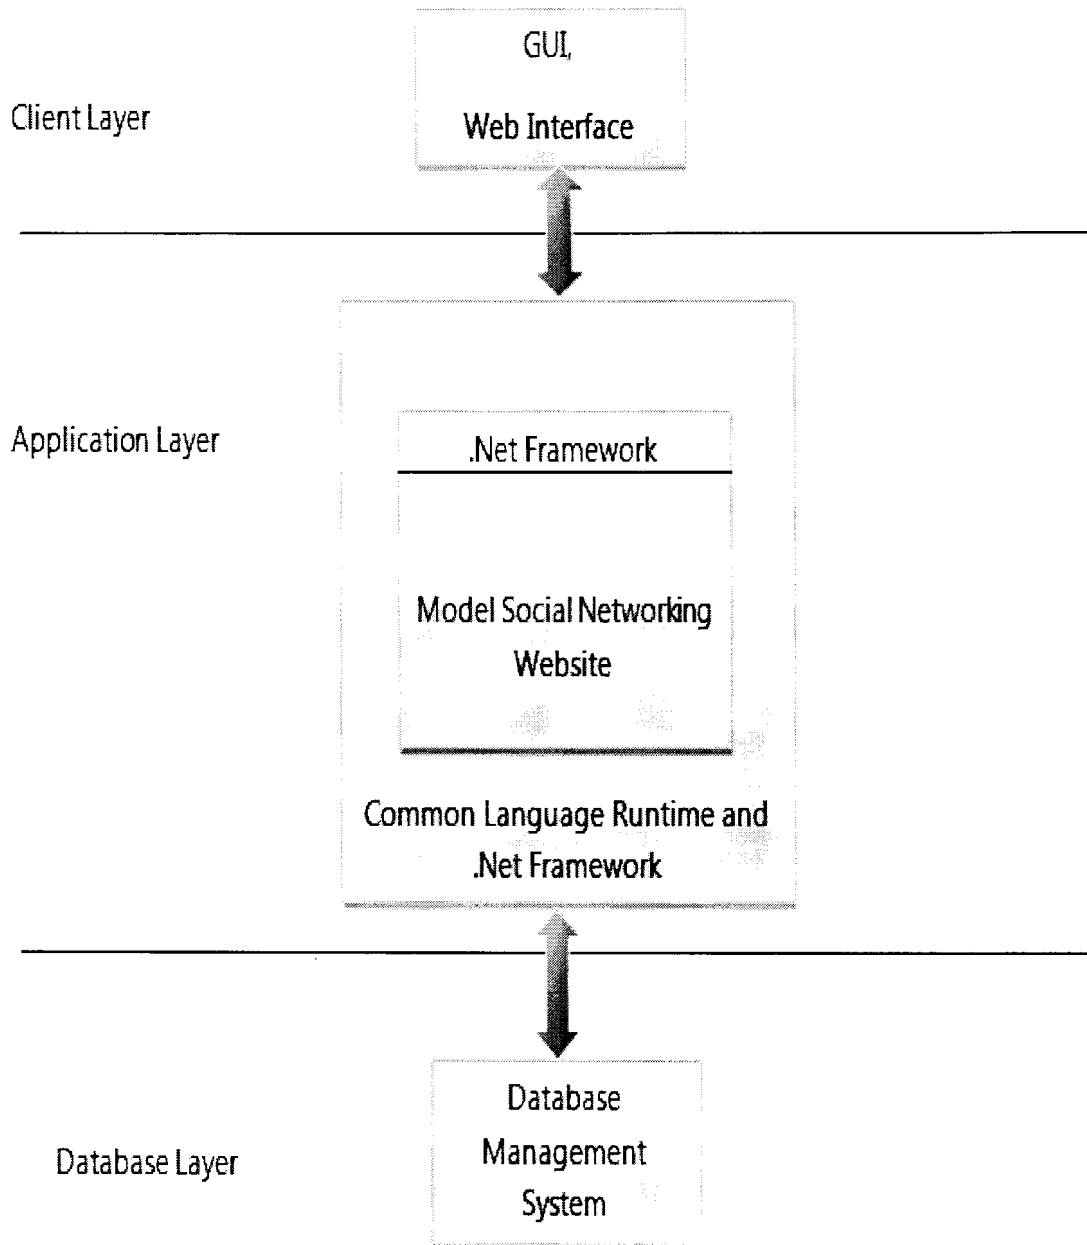 GUI,
Client Layer
Web Interface
Application Layer
.Net Framework
Model Social Networking
Website
Common Language Runtime and
.Net Framework
Database
Management
Database Layer
System